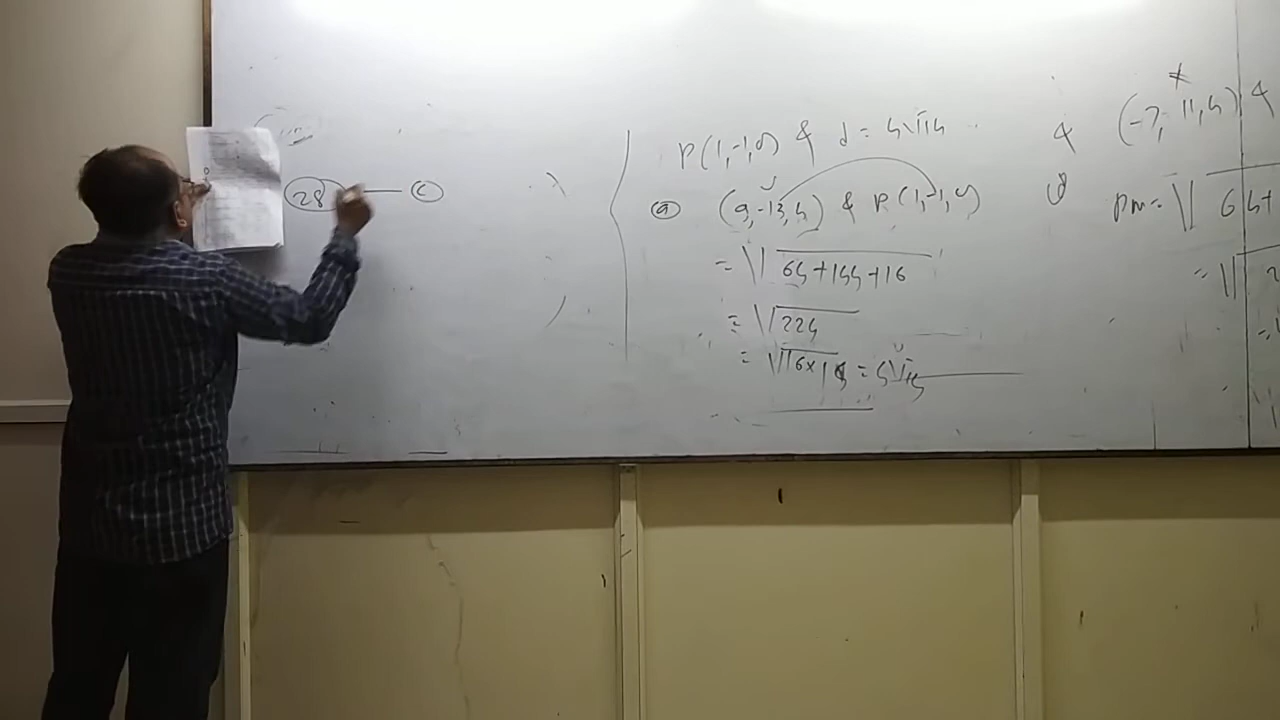 28 — C
P(1,-1,0) & d = 4√14
a (9,-13,4) & P(1,-1,0)
= √64+144+16
= √224
= √16×14 = 4√14
& (-7,-11,4) &
d PM = √64+
= √2
=